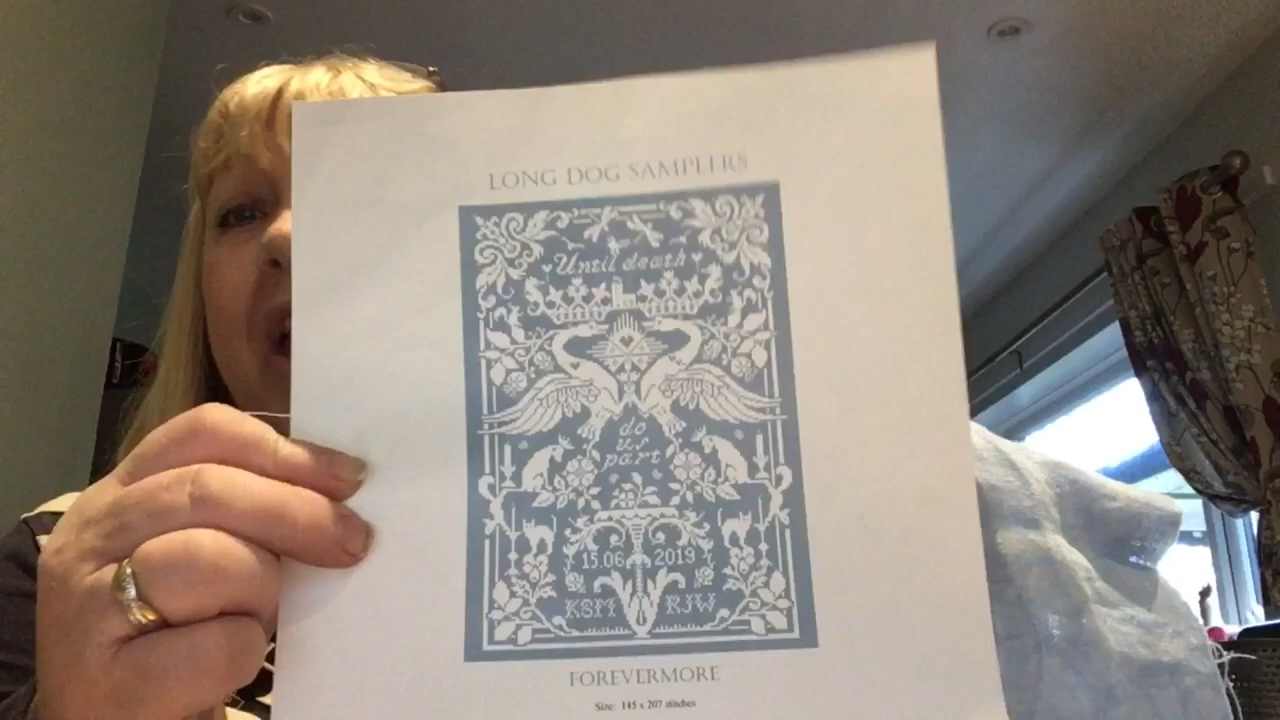 LONG DOG SAMPLERS
Until death
do
us
part
15.06 2019
KSM RJW
FOREVERMORE
Size: 145 x 207 stitches